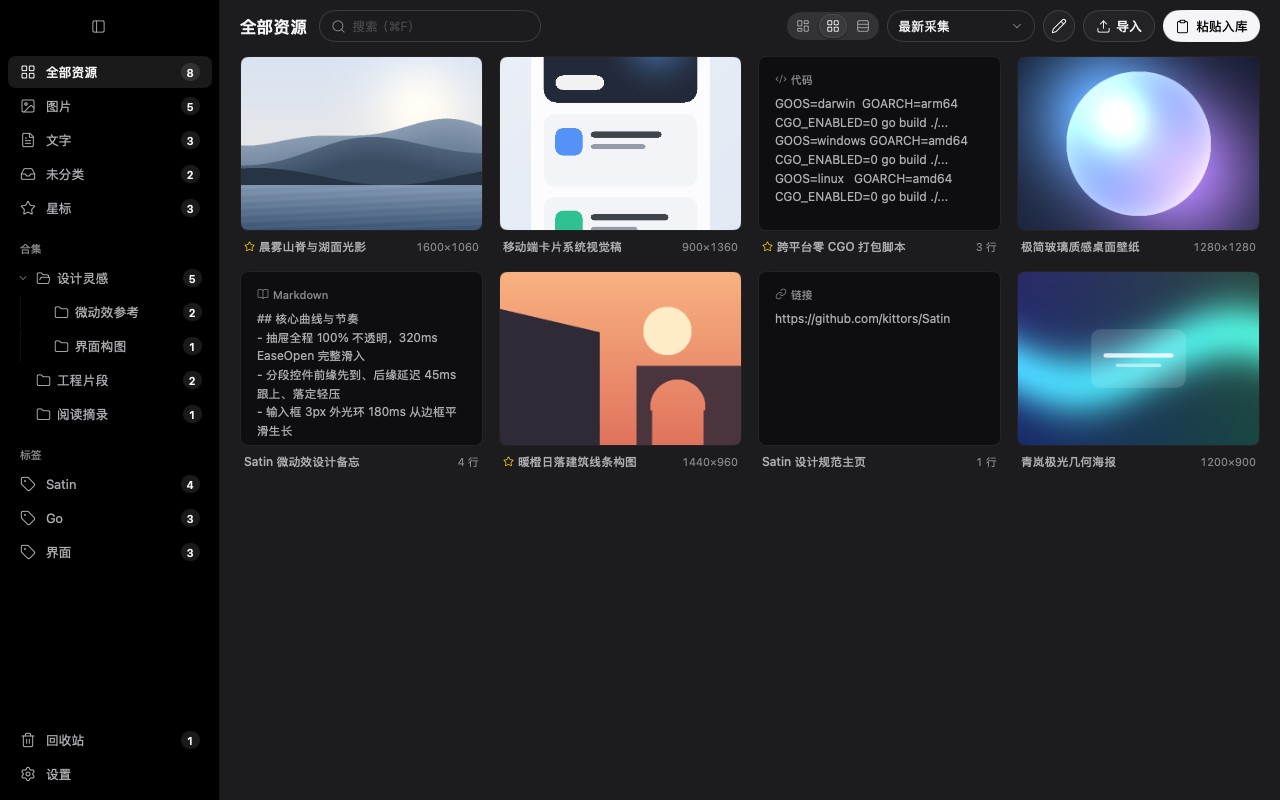 全部资源
搜索（⌘F）
最新采集
导入
粘贴入库
全部资源 8
图片 5
文字 3
未分类 2
星标 3
合集
设计灵感 5
微动效参考 2
界面构图 1
工程片段 2
阅读摘录 1
标签
Satin 4
Go 3
界面 3
回收站 1
设置
代码
GOOS=darwin  GOARCH=arm64
CGO_ENABLED=0 go build ./...
GOOS=windows GOARCH=amd64
CGO_ENABLED=0 go build ./...
GOOS=linux   GOARCH=amd64
CGO_ENABLED=0 go build ./...
晨雾山脊与湖面光影 1600×1060
移动端卡片系统视觉稿 900×1360
跨平台零 CGO 打包脚本 3 行
极简玻璃质感桌面壁纸 1280×1280
Markdown
## 核心曲线与节奏
- 抽屉全程 100% 不透明，320ms
EaseOpen 完整滑入
- 分段控件前缘先到、后缘延迟 45ms
跟上、落定轻压
- 输入框 3px 外光环 180ms 从边框平
滑生长
链接
https://github.com/kittors/Satin
Satin 微动效设计备忘 4 行
暖橙日落建筑线条构图 1440×960
Satin 设计规范主页 1 行
青岚极光几何海报 1200×900